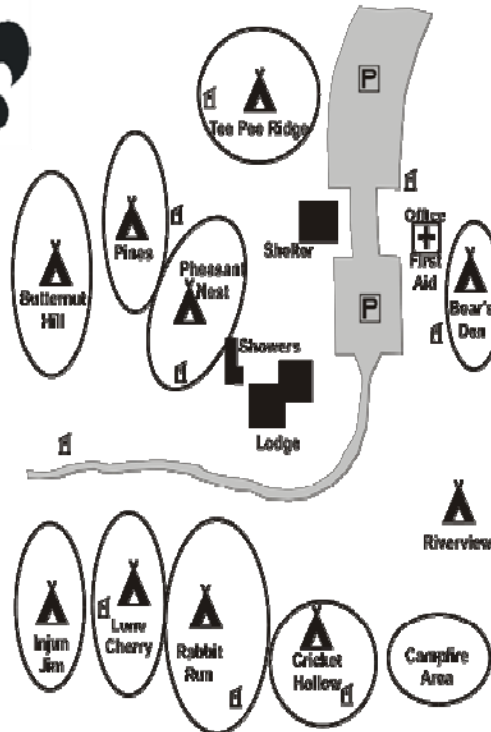 P
Tee Pee Ridge
Office
Shelter
First
Aid
Pines
Pheasant
Nest
Butternut
Hill
P
Bear's
Den
Showers
Lodge
Riverview
Injun
Jim
Cherry
Rabbit
Run
Cricket
Hollow
Campfire
Area